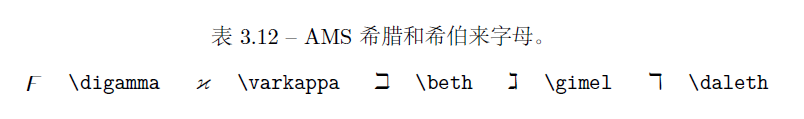 表 3.12 – AMS 希腊和希伯来字母。
ϝ \digamma ϰ \varkappa ב \beth ג \gimel ד \daleth